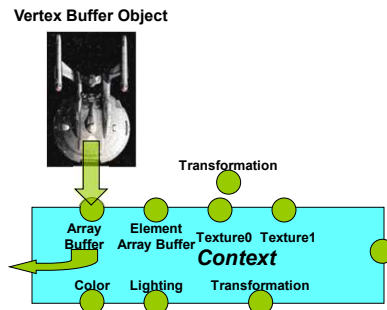 Vertex Buffer Object
Transformation
Array
Buffer
Element
Array Buffer
Texture0
Texture1
Context
Color
Lighting
Transformation